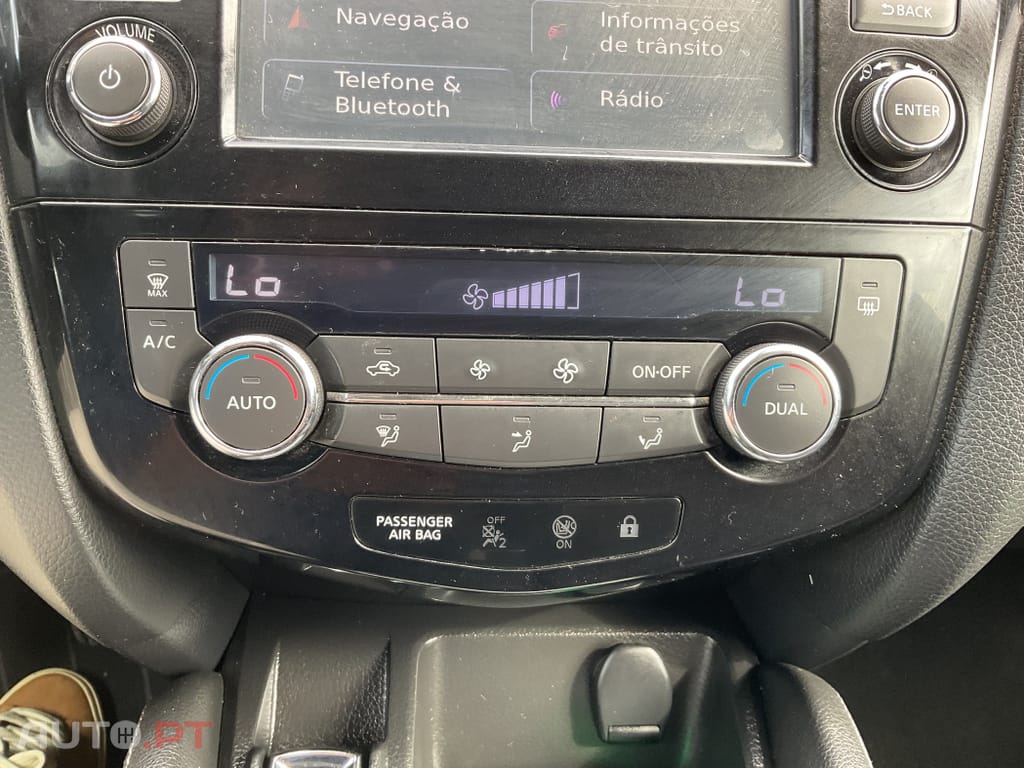 VOLUME
Navegação
Informações
de trânsito
BACK
Telefone &
Bluetooth
Rádio
ENTER
MAX
Lo
Lo
A/C
AUTO
ON·OFF
DUAL
PASSENGER
AIR BAG
OFF
2
ON
AUTO.PT